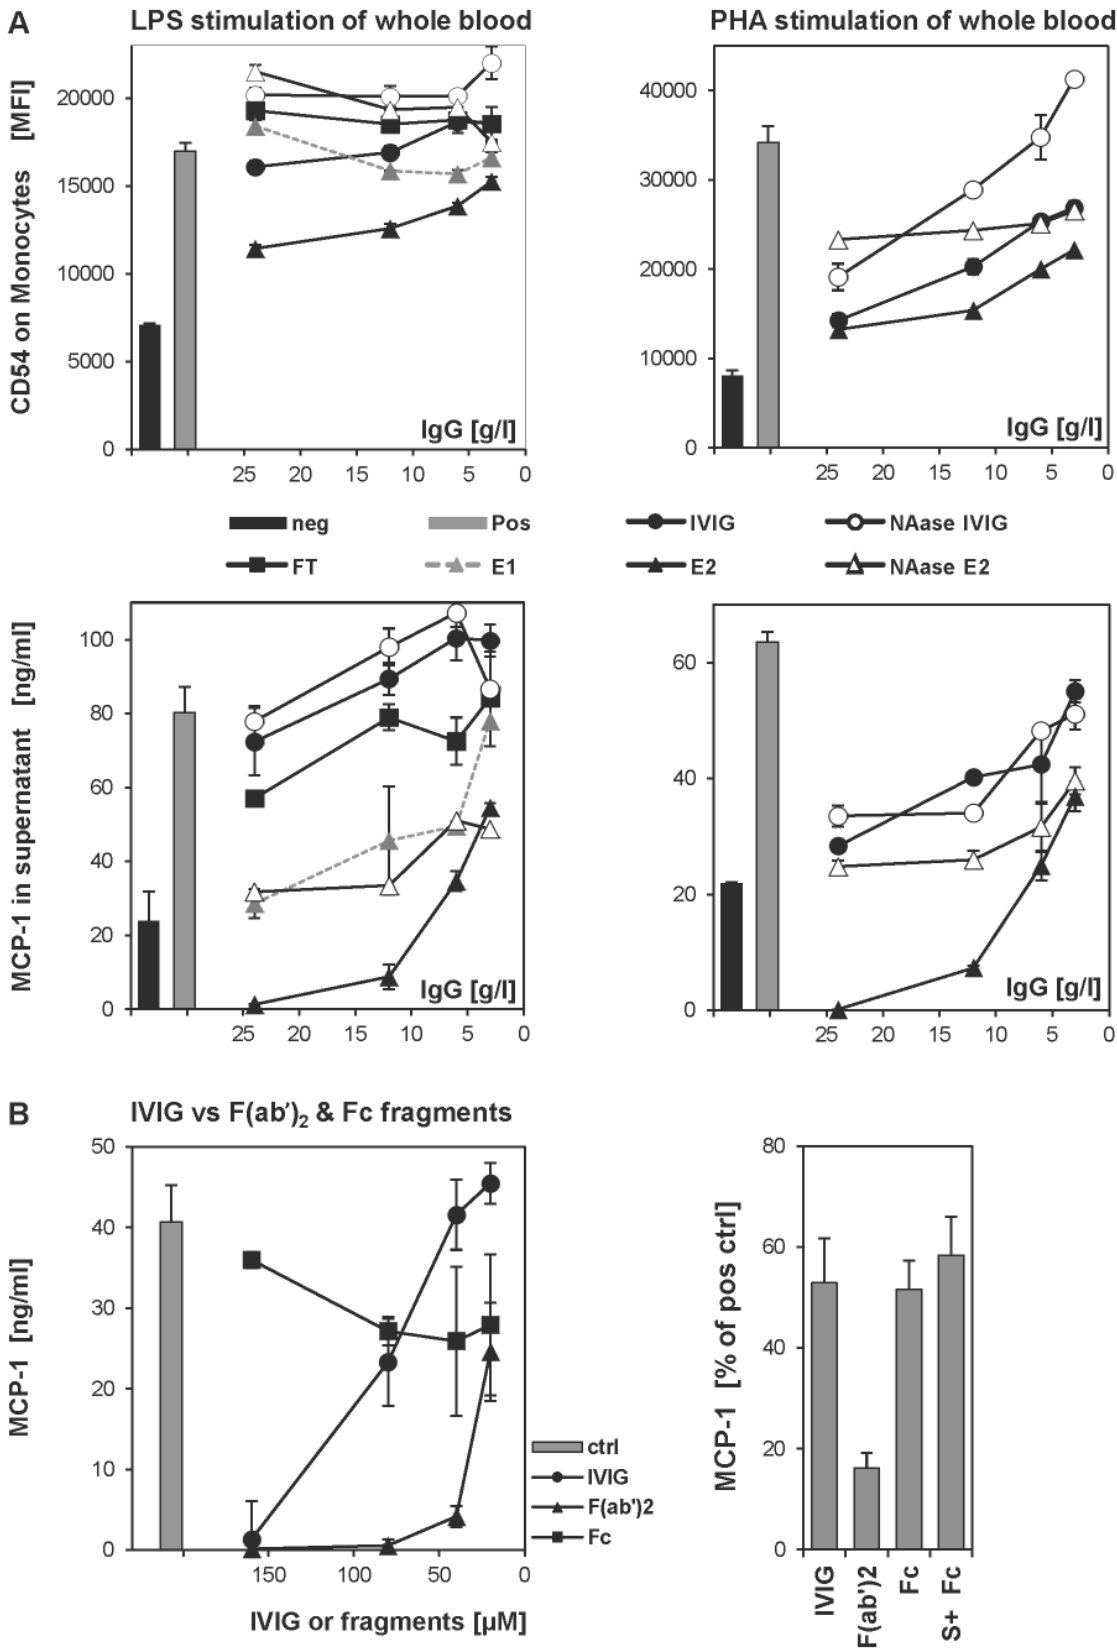 A
LPS stimulation of whole blood
PHA stimulation of whole blood
CD54 on Monocytes [MFI]
20000
15000
10000
5000
0
IgG [g/l]
25 20 15 10 5 0
40000
30000
20000
10000
0
IgG [g/l]
25 20 15 10 5 0
neg Pos IVIG NAase IVIG
FT E1 E2 NAase E2
MCP-1 in supernatant [ng/ml]
100
80
60
40
20
0
IgG [g/l]
25 20 15 10 5 0
60
40
20
0
IgG [g/l]
25 20 15 10 5 0
B
IVIG vs F(ab')₂ & Fc fragments
MCP-1 [ng/ml]
50
40
30
20
10
0
150 100 50 0
IVIG or fragments [µM]
ctrl
IVIG
F(ab')2
Fc
MCP-1 [% of pos ctrl]
80
60
40
20
0
IVIG
F(ab')2
Fc
S+ Fc